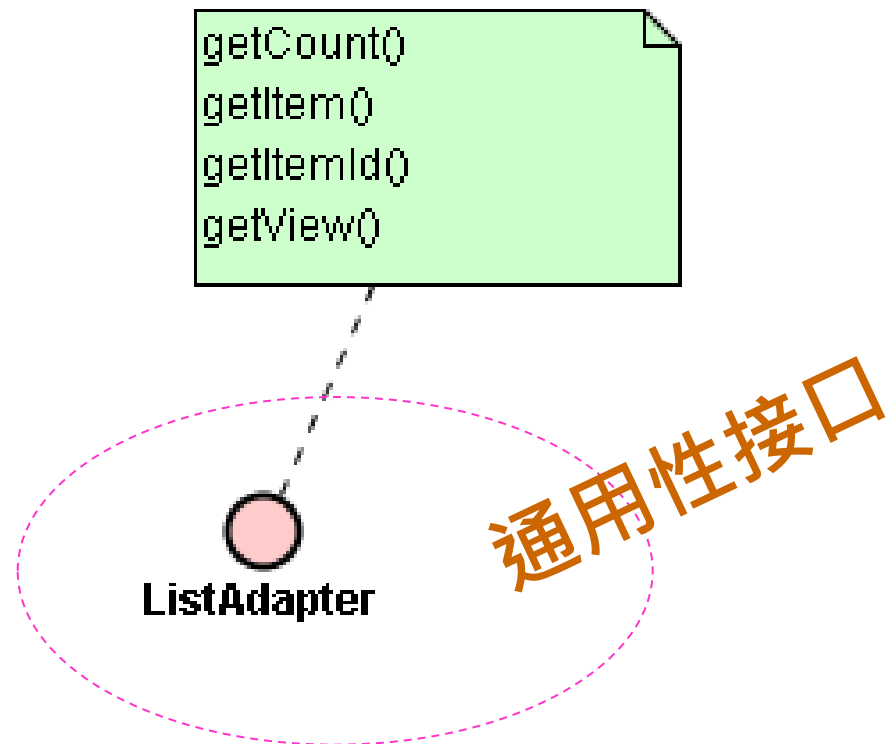 getCount()
getItem()
getItemId()
getView()
通用性接口
ListAdapter